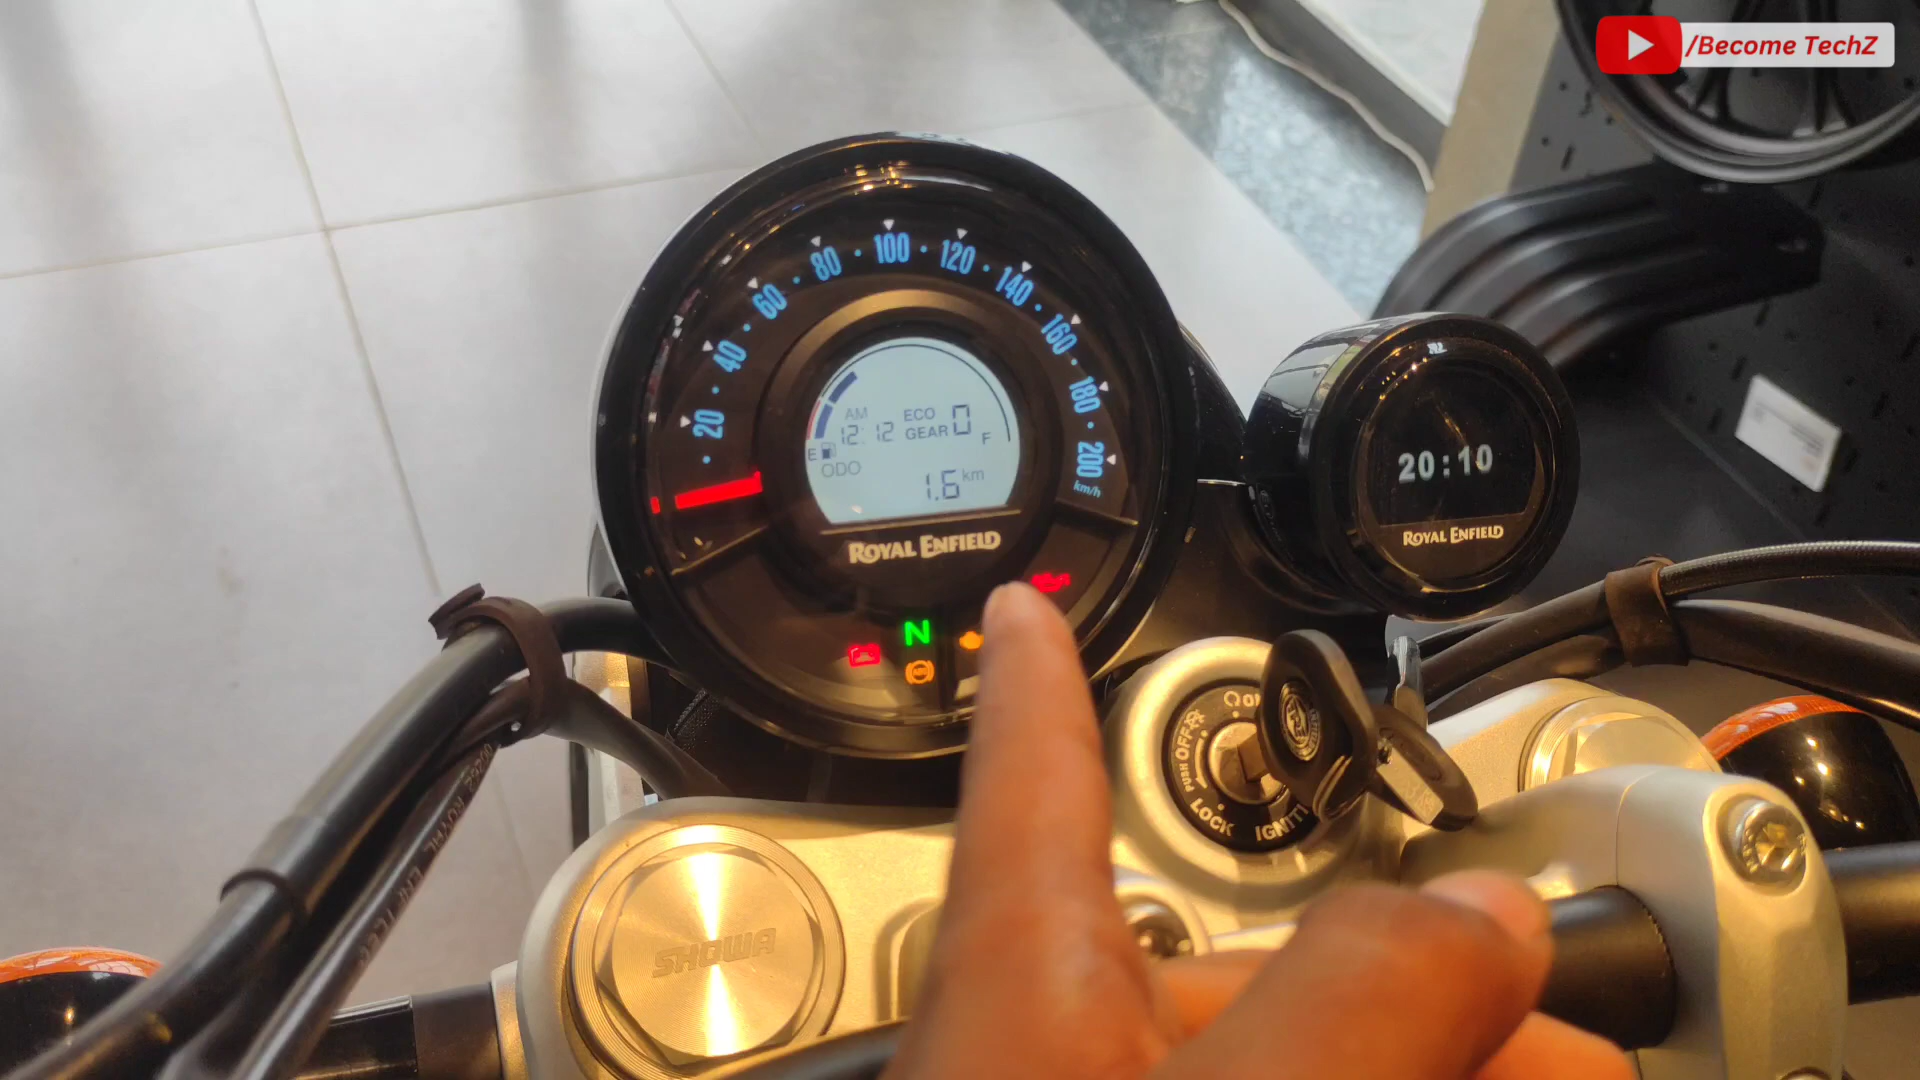 /Become TechZ
20
40
60
80
100
120
140
160
180
200
km/h
AM
12:12
ECO
GEAR 0
E
F
ODO
1.6 km
ROYAL ENFIELD
N
20:10
ROYAL ENFIELD
PUSH OFF
LOCK
SHOWA